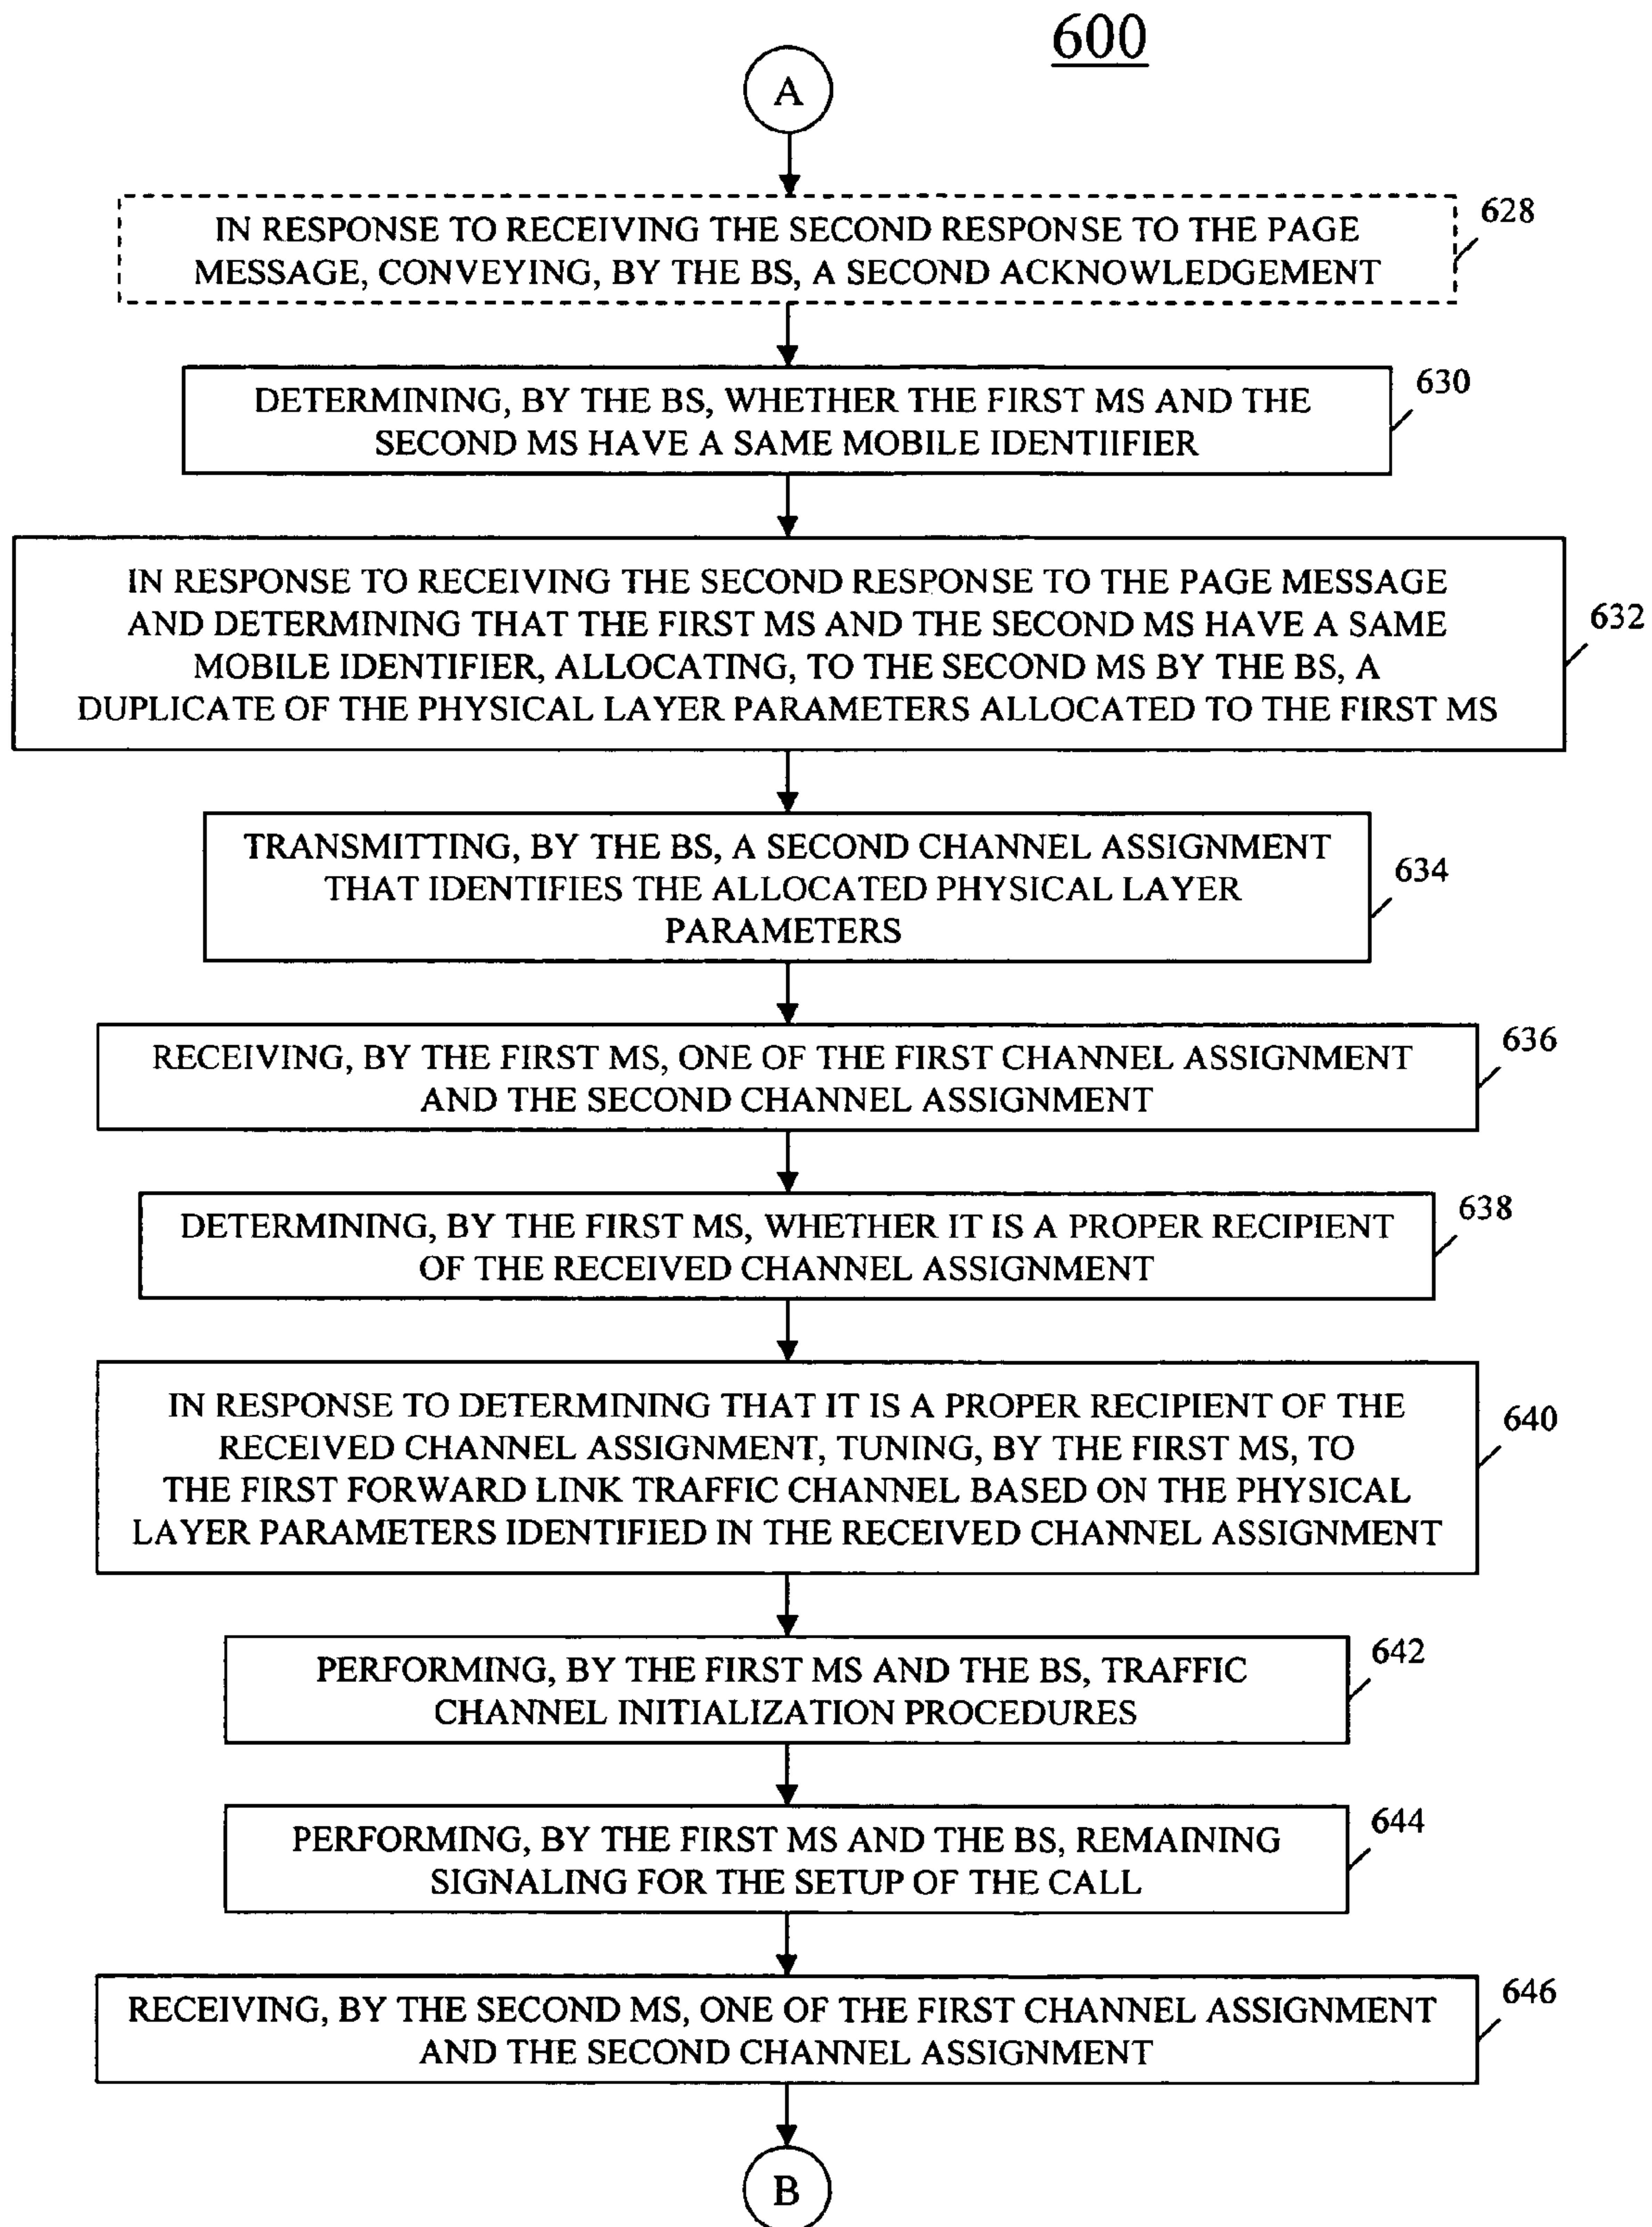 600
A
IN RESPONSE TO RECEIVING THE SECOND RESPONSE TO THE PAGE
MESSAGE, CONVEYING, BY THE BS, A SECOND ACKNOWLEDGEMENT
628
DETERMINING, BY THE BS, WHETHER THE FIRST MS AND THE
SECOND MS HAVE A SAME MOBILE IDENTIIFIER
630
IN RESPONSE TO RECEIVING THE SECOND RESPONSE TO THE PAGE MESSAGE
AND DETERMINING THAT THE FIRST MS AND THE SECOND MS HAVE A SAME
MOBILE IDENTIFIER, ALLOCATING, TO THE SECOND MS BY THE BS, A
DUPLICATE OF THE PHYSICAL LAYER PARAMETERS ALLOCATED TO THE FIRST MS
632
TRANSMITTING, BY THE BS, A SECOND CHANNEL ASSIGNMENT
THAT IDENTIFIES THE ALLOCATED PHYSICAL LAYER
PARAMETERS
634
RECEIVING, BY THE FIRST MS, ONE OF THE FIRST CHANNEL ASSIGNMENT
AND THE SECOND CHANNEL ASSIGNMENT
636
DETERMINING, BY THE FIRST MS, WHETHER IT IS A PROPER RECIPIENT
OF THE RECEIVED CHANNEL ASSIGNMENT
638
IN RESPONSE TO DETERMINING THAT IT IS A PROPER RECIPIENT OF THE
RECEIVED CHANNEL ASSIGNMENT, TUNING, BY THE FIRST MS, TO
THE FIRST FORWARD LINK TRAFFIC CHANNEL BASED ON THE PHYSICAL
LAYER PARAMETERS IDENTIFIED IN THE RECEIVED CHANNEL ASSIGNMENT
640
PERFORMING, BY THE FIRST MS AND THE BS, TRAFFIC
CHANNEL INITIALIZATION PROCEDURES
642
PERFORMING, BY THE FIRST MS AND THE BS, REMAINING
SIGNALING FOR THE SETUP OF THE CALL
644
RECEIVING, BY THE SECOND MS, ONE OF THE FIRST CHANNEL ASSIGNMENT
AND THE SECOND CHANNEL ASSIGNMENT
646
B